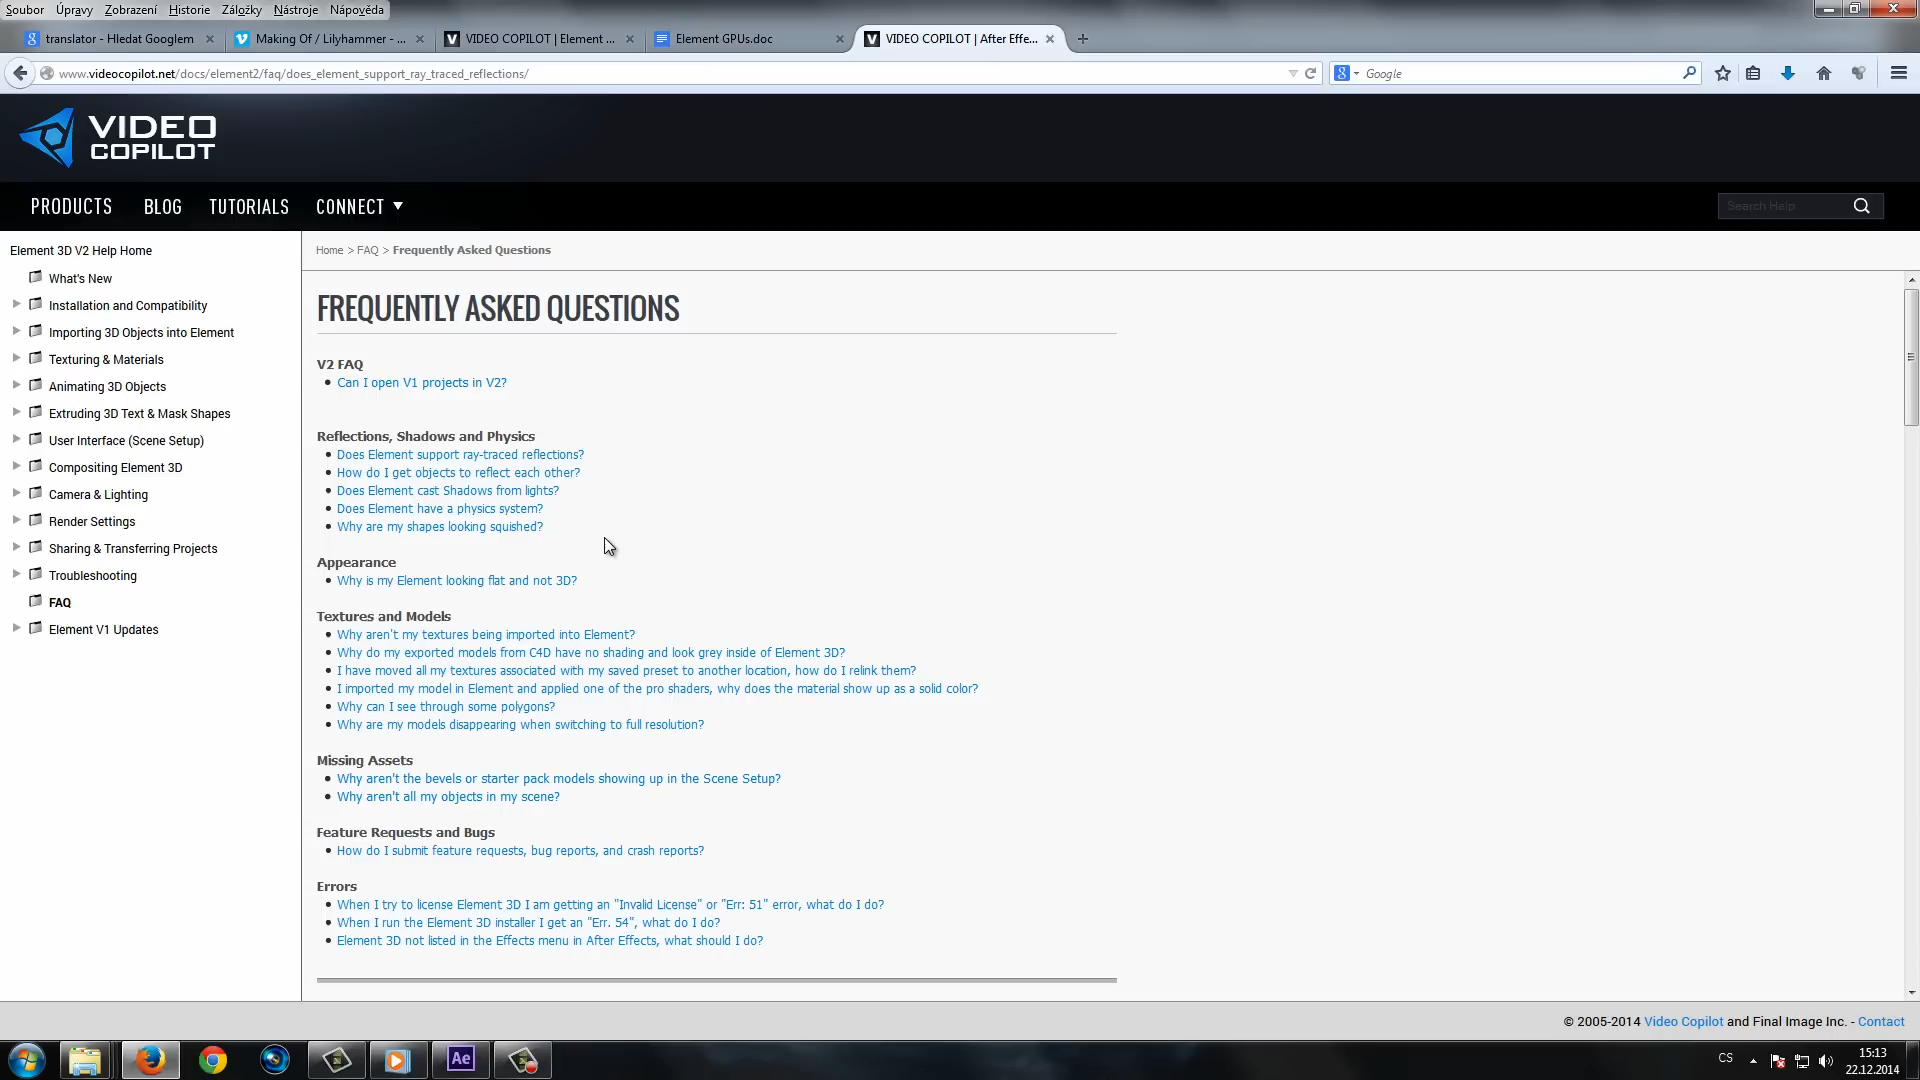 Soubor Úpravy Zobrazení Historie Záložky Nástroje Nápověda
translator - Hledat Googlem
Making Of / Lilyhammer - ...
VIDEO COPILOT | Element ...
Element GPUs.doc
VIDEO COPILOT | After Effe...
www.videocopilot.net/docs/element2/faq/does_element_support_ray_traced_reflections/
Google
VIDEO
COPILOT
PRODUCTS BLOG TUTORIALS CONNECT
Search Help
Element 3D V2 Help Home
What's New
Installation and Compatibility
Importing 3D Objects into Element
Texturing & Materials
Animating 3D Objects
Extruding 3D Text & Mask Shapes
User Interface (Scene Setup)
Compositing Element 3D
Camera & Lighting
Render Settings
Sharing & Transferring Projects
Troubleshooting
FAQ
Element V1 Updates
Home > FAQ > Frequently Asked Questions
FREQUENTLY ASKED QUESTIONS
V2 FAQ
Can I open V1 projects in V2?
Reflections, Shadows and Physics
Does Element support ray-traced reflections?
How do I get objects to reflect each other?
Does Element cast Shadows from lights?
Does Element have a physics system?
Why are my shapes looking squished?
Appearance
Why is my Element looking flat and not 3D?
Textures and Models
Why aren't my textures being imported into Element?
Why do my exported models from C4D have no shading and look grey inside of Element 3D?
I have moved all my textures associated with my saved preset to another location, how do I relink them?
I imported my model in Element and applied one of the pro shaders, why does the material show up as a solid color?
Why can I see through some polygons?
Why are my models disappearing when switching to full resolution?
Missing Assets
Why aren't the bevels or starter pack models showing up in the Scene Setup?
Why aren't all my objects in my scene?
Feature Requests and Bugs
How do I submit feature requests, bug reports, and crash reports?
Errors
When I try to license Element 3D I am getting an "Invalid License" or "Err: 51" error, what do I do?
When I run the Element 3D installer I get an "Err. 54", what do I do?
Element 3D not listed in the Effects menu in After Effects, what should I do?
© 2005-2014 Video Copilot and Final Image Inc. - Contact
Ae
CS
15:13
22.12.2014